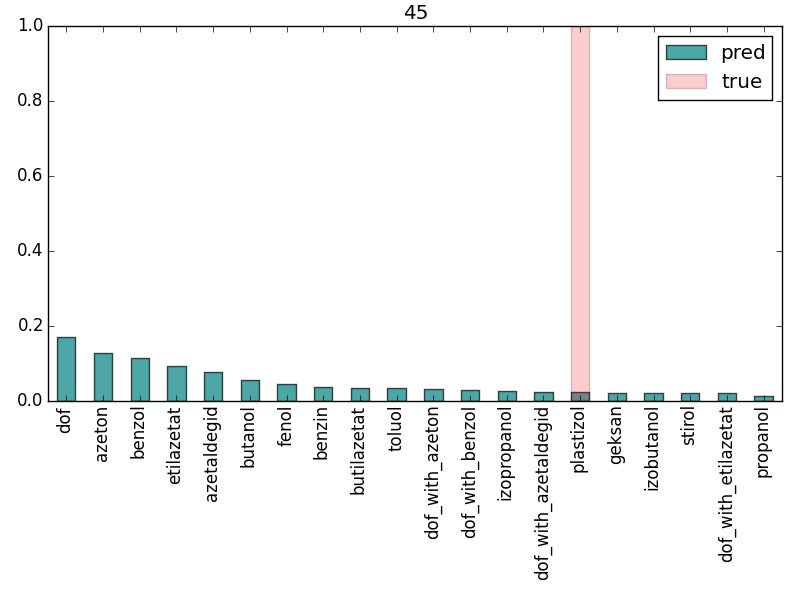 45
1.0
0.8
0.6
0.4
0.2
0.0
pred
true
dof
azeton
benzol
etilazetat
azetaldegid
butanol
fenol
benzin
butilazetat
toluol
dof_with_azeton
dof_with_benzol
izopropanol
dof_with_azetaldegid
plastizol
geksan
izobutanol
stirol
dof_with_etilazetat
propanol